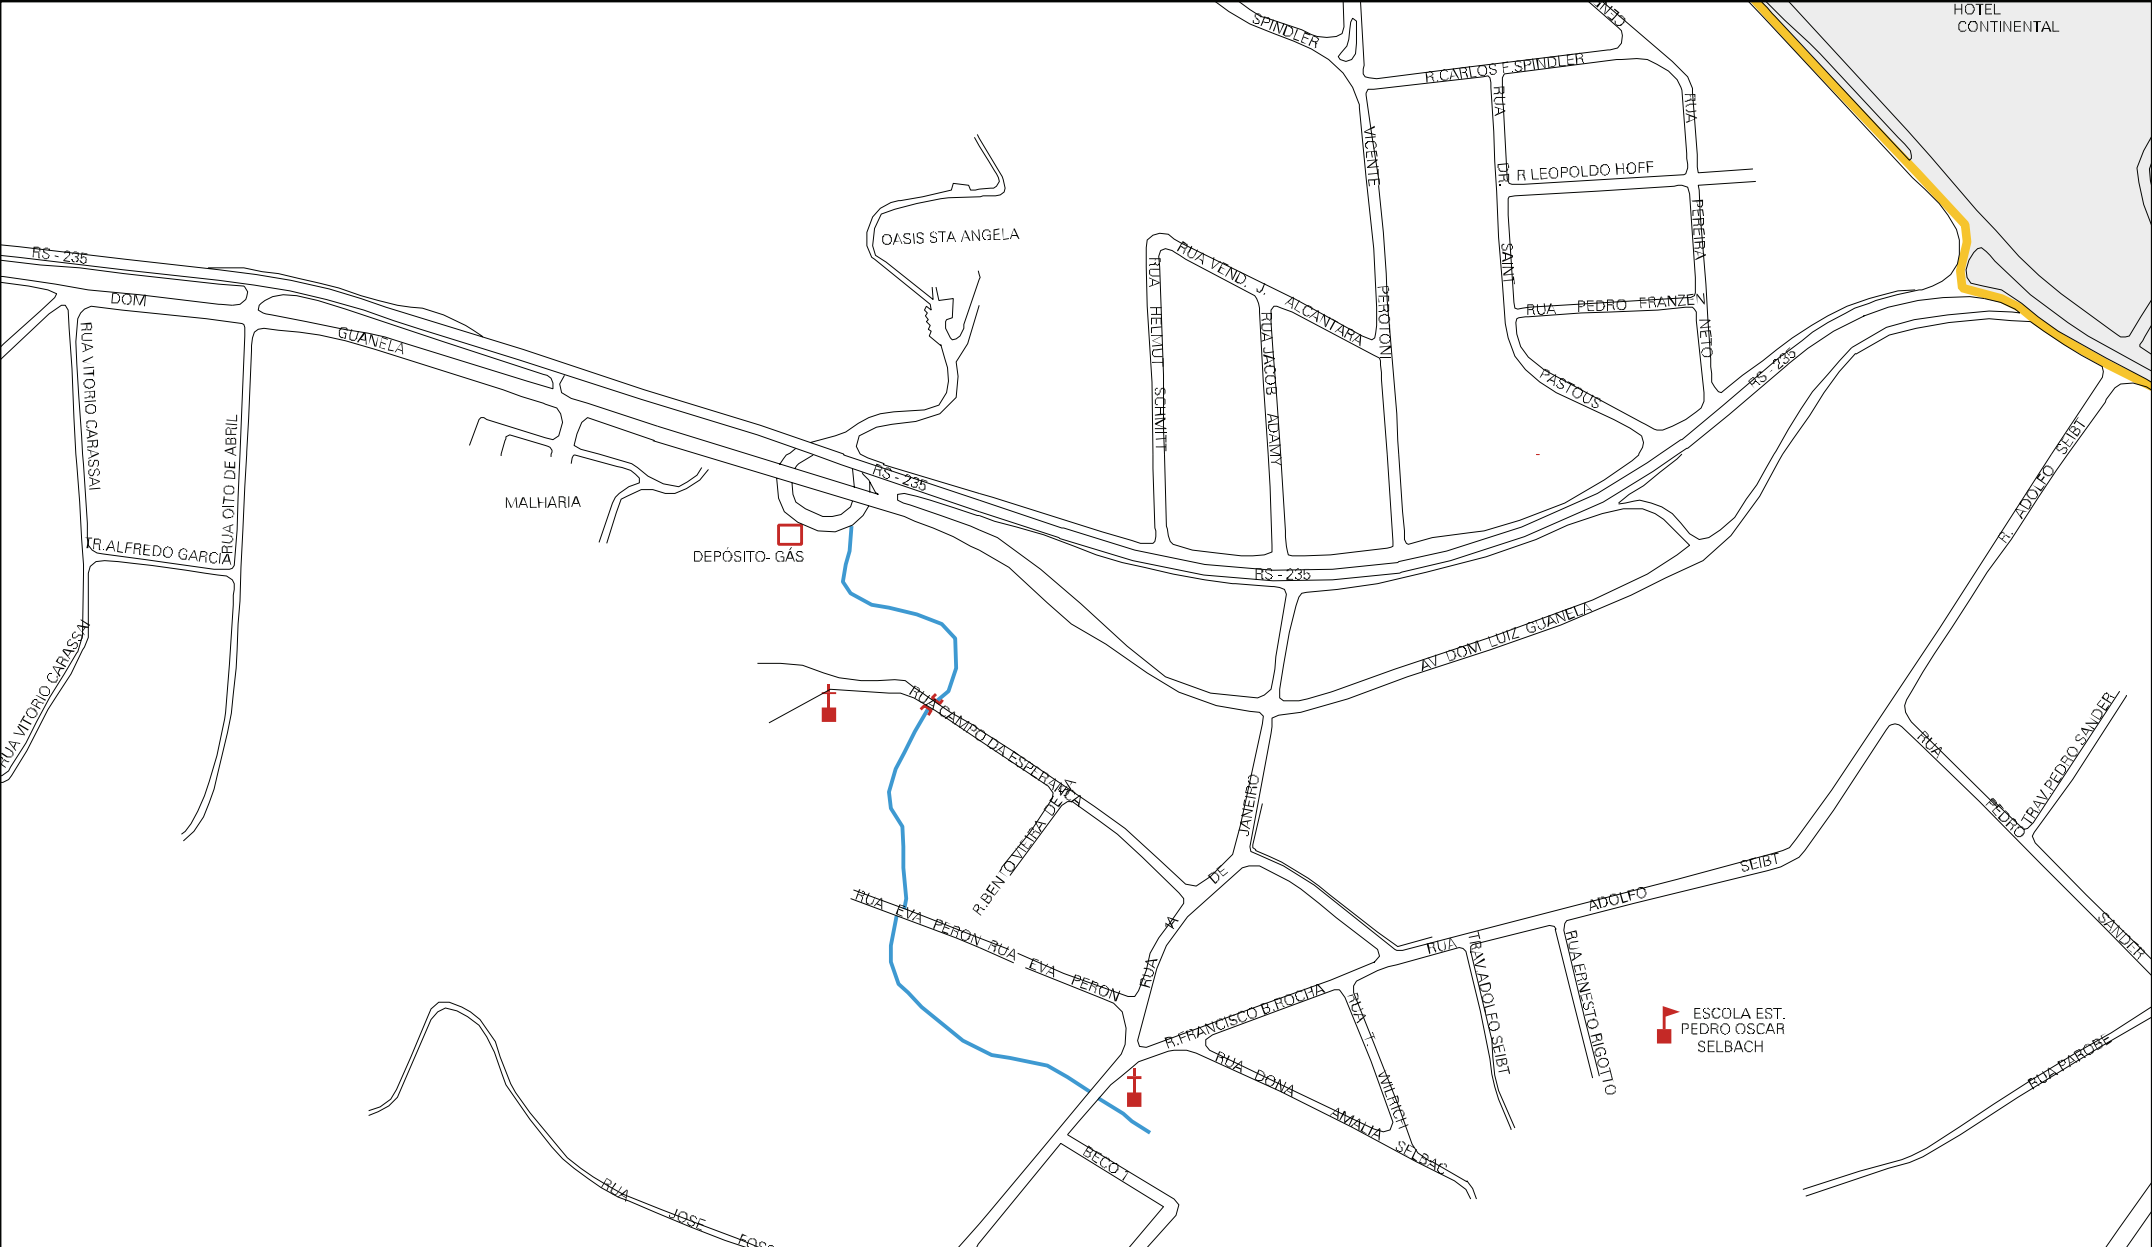 HOTEL
CONTINENTAL
SPINDLER
R.CARLOS F.SPINDLER
RUA
RUA
VICENTE
DR.
R LEOPOLDO HOFF
PEREIRA
OASIS STA ANGELA
RUA VEND. J. ALCANTARA
SAINT
RS - 235
DOM
RUA HELMUT SCHMITT
PEROTONI
RUA PEDRO FRANZEN
GUANELA
RUA JACOB ADAMY
NETO
RS - 235
PASTOUS
RUA VITORIO CARASSAI
RUA OITO DE ABRIL
RS - 235
R. ADOLFO SEIBT
MALHARIA
TR.ALFREDO GARCIA
DEPÓSITO- GÁS
RS - 235
AV DOM LUIZ GUANELA
RUA VITORIO CARASSAI
RUA CAMPO DA ESPERANÇA
RUA PEDRO SANDER
TRAV.PEDRO SANDER
R.BENTO VIEIRA DE
RUA DE JANEIRO
RUA ADOLFO SEIBT
RUA EVA PERON
RUA EVA PERON
TRAV ADOLFO SEIBT
RUA ERNESTO RIGOTTO
R.FRANCISCO B.ROCHA
RUA T. WILRICH
ESCOLA EST.
PEDRO OSCAR
SELBACH
RUA DONA AMALIA SELBAC
RUA PAROBE
BECO 1
RUA JOSE